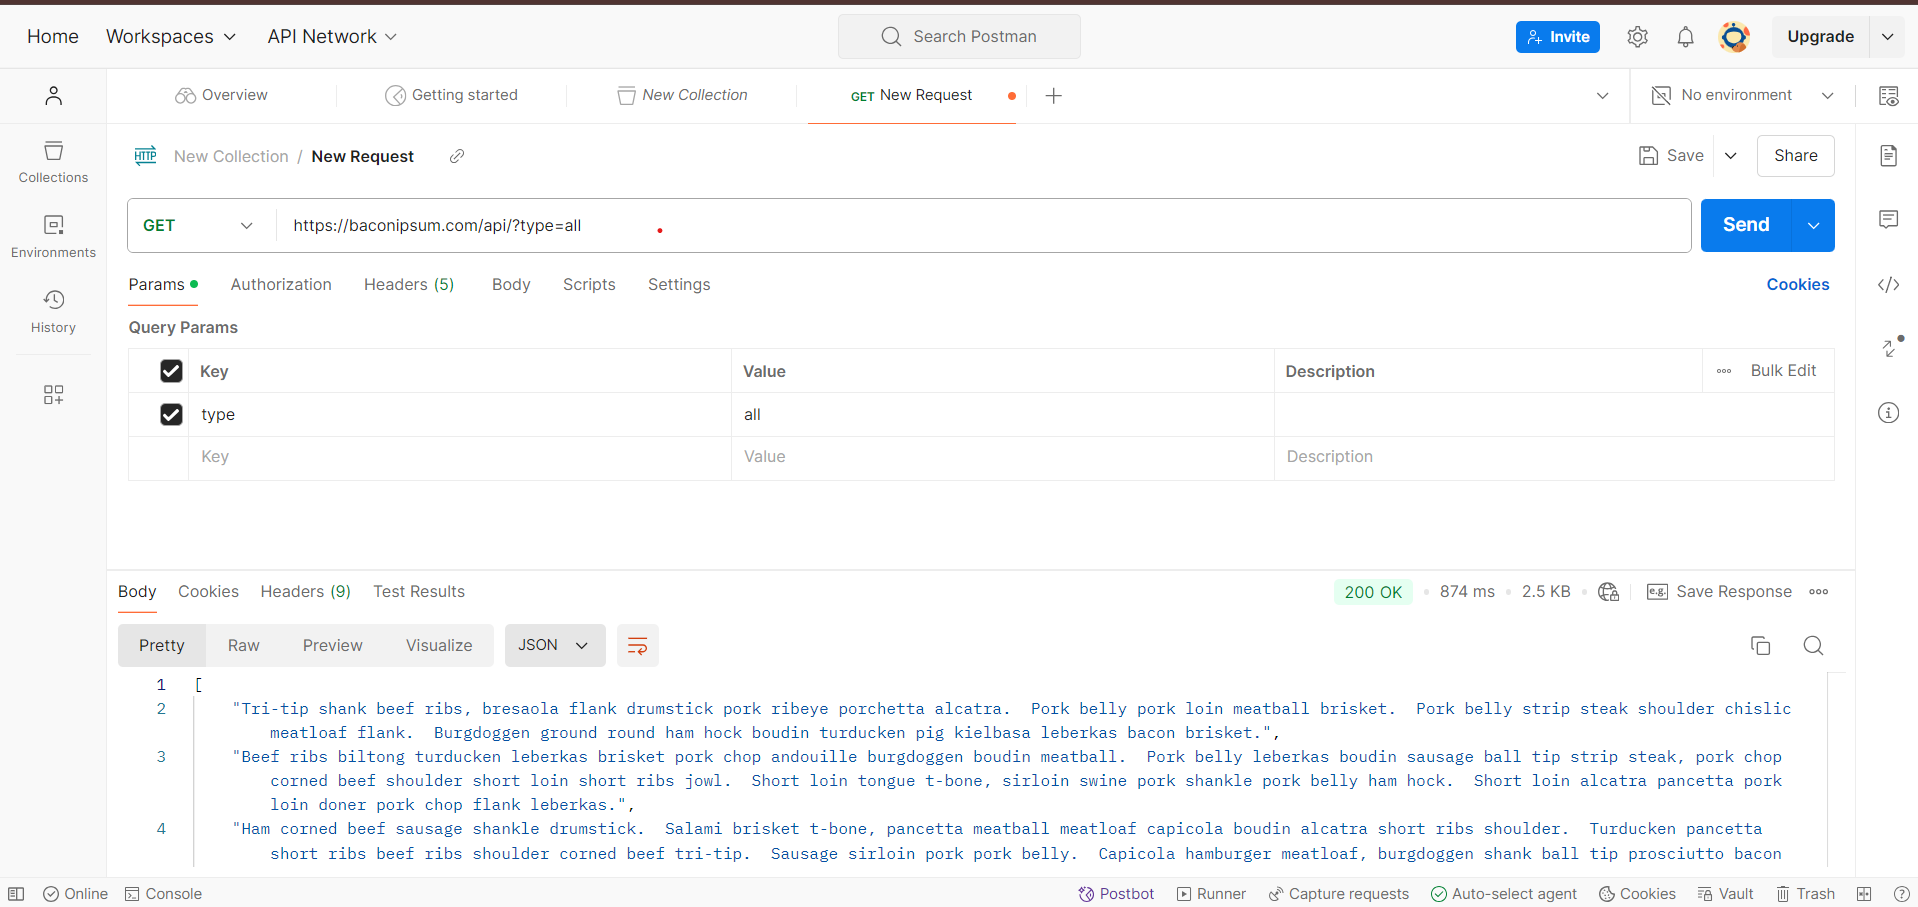 Home Workspaces API Network Search Postman Invite Upgrade
Overview Getting started New Collection GET New Request No environment
HTTP New Collection / New Request Save Share
Collections
GET https://baconipsum.com/api/?type=all Send
Environments
Params Authorization Headers (5) Body Scripts Settings Cookies
History
Query Params
Key Value Description Bulk Edit
type all
Key Value Description
Body Cookies Headers (9) Test Results 200 OK 874 ms 2.5 KB e.g. Save Response
Pretty Raw Preview Visualize JSON
1 [
2 "Tri-tip shank beef ribs, bresaola flank drumstick pork ribeye porchetta alcatra.  Pork belly pork loin meatball brisket.  Pork belly strip steak shoulder chislic
meatloaf flank.  Burgdoggen ground round ham hock boudin turducken pig kielbasa leberkas bacon brisket.",
3 "Beef ribs biltong turducken leberkas brisket pork chop andouille burgdoggen boudin meatball.  Pork belly leberkas boudin sausage ball tip strip steak, pork chop
corned beef shoulder short loin short ribs jowl.  Short loin tongue t-bone, sirloin swine pork shankle pork belly ham hock.  Short loin alcatra pancetta pork
loin doner pork chop flank leberkas.",
4 "Ham corned beef sausage shankle drumstick.  Salami brisket t-bone, pancetta meatball meatloaf capicola boudin alcatra short ribs shoulder.  Turducken pancetta
short ribs beef ribs shoulder corned beef tri-tip.  Sausage sirloin pork pork belly.  Capicola hamburger meatloaf, burgdoggen shank ball tip prosciutto bacon
Online Console Postbot Runner Capture requests Auto-select agent Cookies Vault Trash